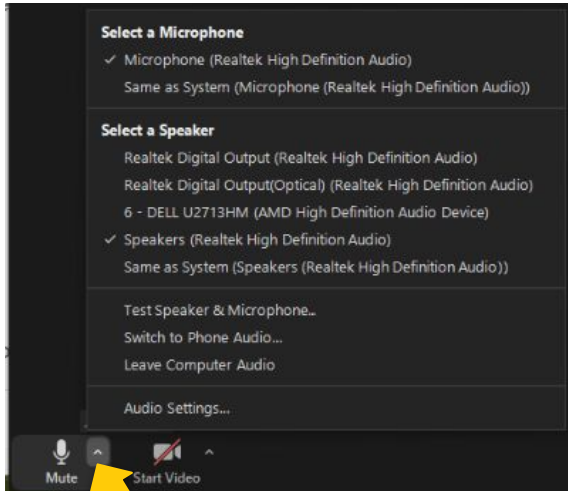 Select a Microphone
Microphone (Realtek High Definition Audio)
Same as System (Microphone (Realtek High Definition Audio))
Select a Speaker
Realtek Digital Output (Realtek High Definition Audio)
Realtek Digital Output(Optical) (Realtek High Definition Audio)
6 - DELL U2713HM (AMD High Definition Audio Device)
Speakers (Realtek High Definition Audio)
Same as System (Speakers (Realtek High Definition Audio))
Test Speaker & Microphone...
Switch to Phone Audio...
Leave Computer Audio
Audio Settings...
Mute Start Video